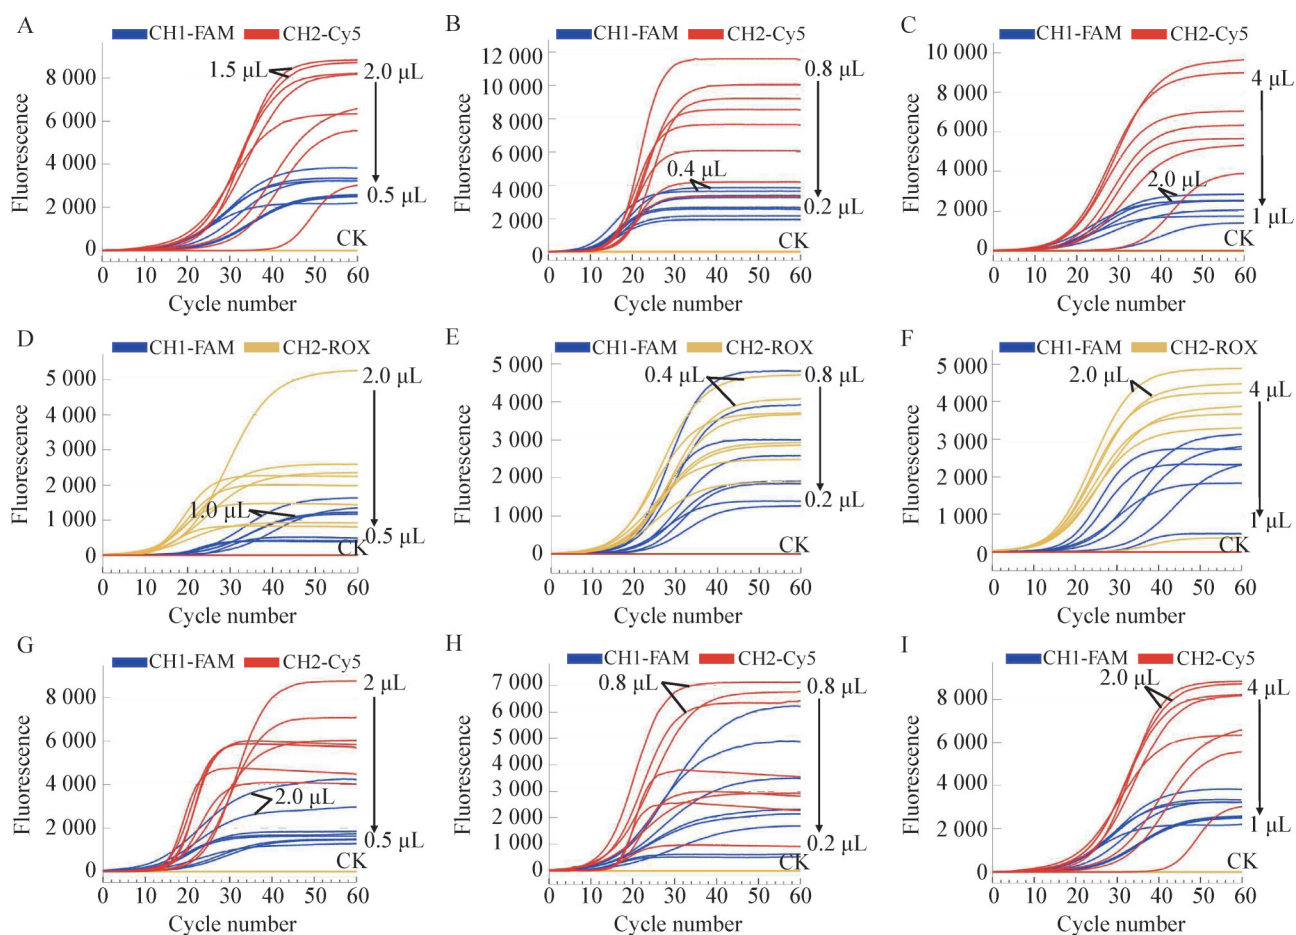 A
CH1-FAM CH2-Cy5
Fluorescence
8 000
6 000
4 000
2 000
0
1.5 μL
2.0 μL
0.5 μL
CK
0 10 20 30 40 50 60
Cycle number
B
CH1-FAM CH2-Cy5
Fluorescence
12 000
10 000
8 000
6 000
4 000
2 000
0
0.8 μL
0.4 μL
0.2 μL
CK
0 10 20 30 40 50 60
Cycle number
C
CH1-FAM CH2-Cy5
Fluorescence
10 000
8 000
6 000
4 000
2 000
0
4 μL
2.0 μL
1 μL
CK
0 10 20 30 40 50 60
Cycle number
D
CH1-FAM CH2-ROX
Fluorescence
5 000
4 000
3 000
2 000
1 000
0
2.0 μL
1.0 μL
0.5 μL
CK
0 10 20 30 40 50 60
Cycle number
E
CH1-FAM CH2-ROX
Fluorescence
5 000
4 000
3 000
2 000
1 000
0
0.4 μL
0.8 μL
0.2 μL
0 10 20 30 40 50 60
Cycle number
F
CH1-FAM CH2-ROX
Fluorescence
5 000
4 000
3 000
2 000
1 000
0
2.0 μL
4 μL
1 μL
CK
0 10 20 30 40 50 60
Cycle number
G
CH1-FAM CH2-Cy5
Fluorescence
8 000
6 000
4 000
2 000
0
2 μL
2.0 μL
0.5 μL
CK
0 10 20 30 40 50 60
Cycle number
H
CH1-FAM CH2-Cy5
Fluorescence
7 000
6 000
5 000
4 000
3 000
2 000
1 000
0
0.8 μL
0.8 μL
0.2 μL
CK
0 10 20 30 40 50 60
Cycle number
I
CH1-FAM CH2-Cy5
Fluorescence
8 000
6 000
4 000
2 000
0
2.0 μL
4 μL
1 μL
CK
0 10 20 30 40 50 60
Cycle number